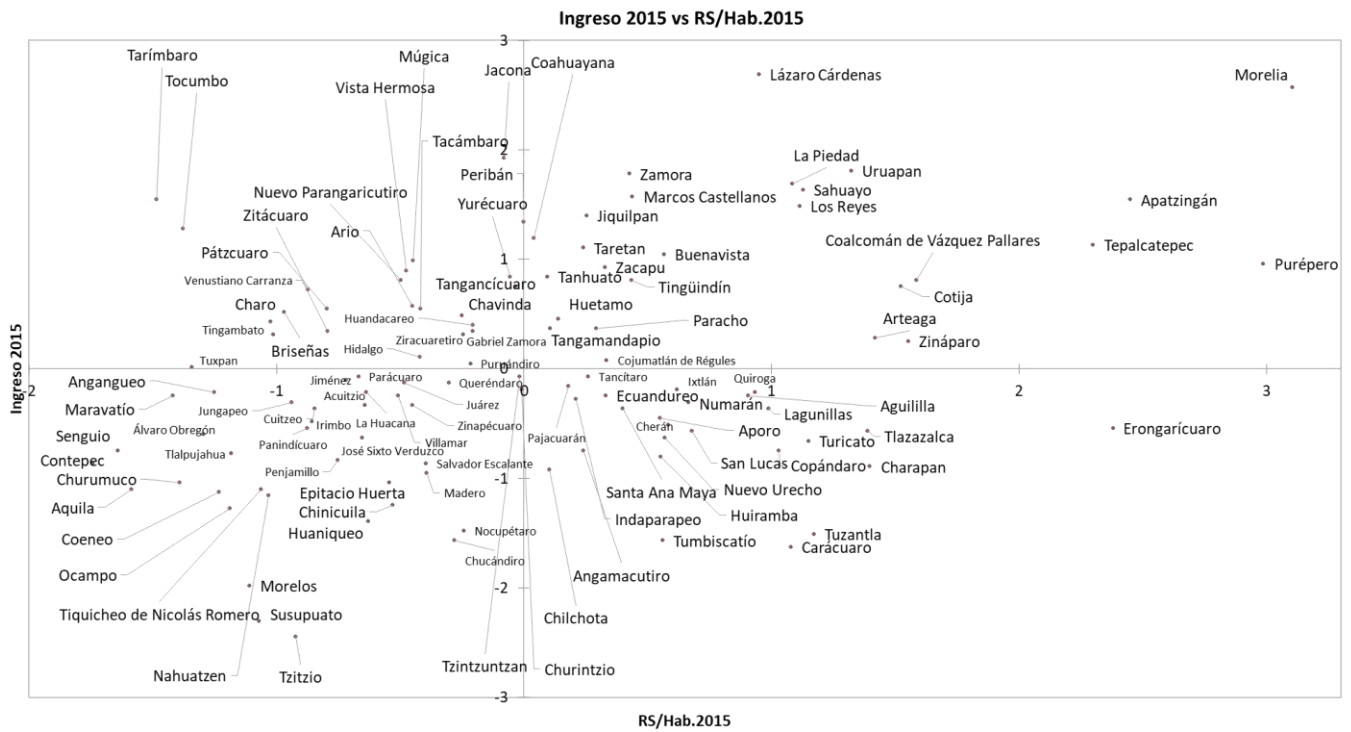 Ingreso 2015 vs RS/Hab.2015
3
Tarímbaro
Múgica
Coahuayana
Jacona
Tocumbo
Vista Hermosa
Lázaro Cárdenas
Morelia
2
Tacámbaro
La Piedad
Peribán
Zamora
Uruapan
Nuevo Parangaricutiro
Marcos Castellanos
Sahuayo
Yurécuaro
Los Reyes
Apatzingán
Zitácuaro
Jiquilpan
Ario
Coalcomán de Vázquez Pallares
Tepalcatepec
Pátzcuaro
1
Taretan
Buenavista
Purépero
Zacapu
Venustiano Carranza
Tangancícuaro
Tanhuato
Tingüindín
Cotija
Charo
Chavinda
Huetamo
Huandacareo
Paracho
Arteaga
Tingambato
Ziracuaretiro
Gabriel Zamora
Tangamandapio
Zináparo
Briseñas
Hidalgo
Tuxpan
Puruándiro
Cojumatlán de Régules
-2
-1
0
1
2
3
Angangueo
Jiménez
Parácuaro
Queréndaro
Tancítaro
Ixtlán
Quiroga
Maravatío
Jungapeo
Acuitzio
Juárez
Ecuandureo
Numarán
Aguililla
Lagunillas
Álvaro Obregón
Cuitzeo
Irimbo
La Huacana
Zinapécuaro
Cherán
Aporo
Tlazazalca
Erongarícuaro
Senguio
Panindícuaro
Villamar
Pajacuarán
Turicato
Contepec
Tlalpujahua
José Sixto Verduzco
San Lucas
Copándaro
Charapan
Churumuco
Penjamillo
Salvador Escalante
-1
Aquila
Epitacio Huerta
Madero
Santa Ana Maya
Nuevo Urecho
Chinicuila
Indaparapeo
Huiramba
Coeneo
Huaniqueo
Nocupétaro
Tumbiscatío
Tuzantla
Carácuaro
Ocampo
Chucándiro
Angamacutiro
Morelos
-2
Tiquicheo de Nicolás Romero
Susupuato
Chilchota
Nahuatzen
Tzitzio
Tzintzuntzan
Churintzio
-3
Ingreso 2015
RS/Hab.2015